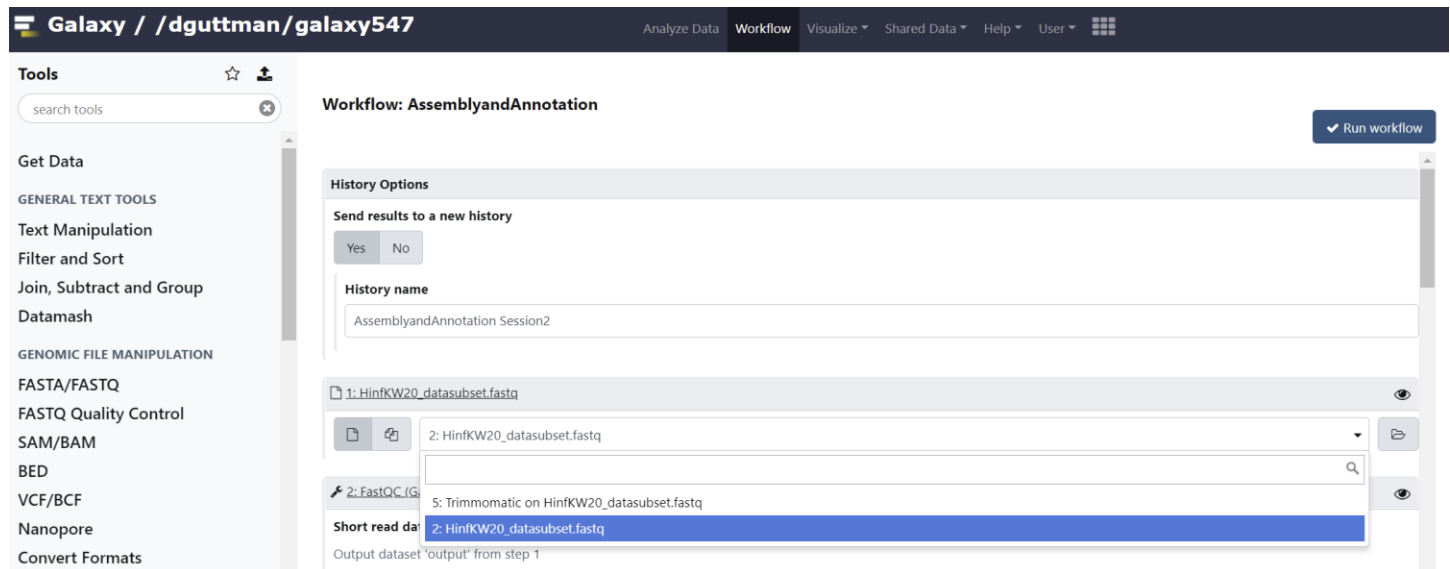 Galaxy / /dguttman/galaxy547
Analyze Data Workflow Visualize Shared Data Help User
Tools
search tools
Get Data
GENERAL TEXT TOOLS
Text Manipulation
Filter and Sort
Join, Subtract and Group
Datamash
GENOMIC FILE MANIPULATION
FASTA/FASTQ
FASTQ Quality Control
SAM/BAM
BED
VCF/BCF
Nanopore
Convert Formats
Workflow: AssemblyandAnnotation
Run workflow
History Options
Send results to a new history
Yes No
History name
AssemblyandAnnotation Session2
1: HinfKW20_datasubset.fastq
2: HinfKW20_datasubset.fastq
5: Trimmomatic on HinfKW20_datasubset.fastq
2: HinfKW20_datasubset.fastq
2: FastQC (G
Short read da
Output dataset 'output' from step 1